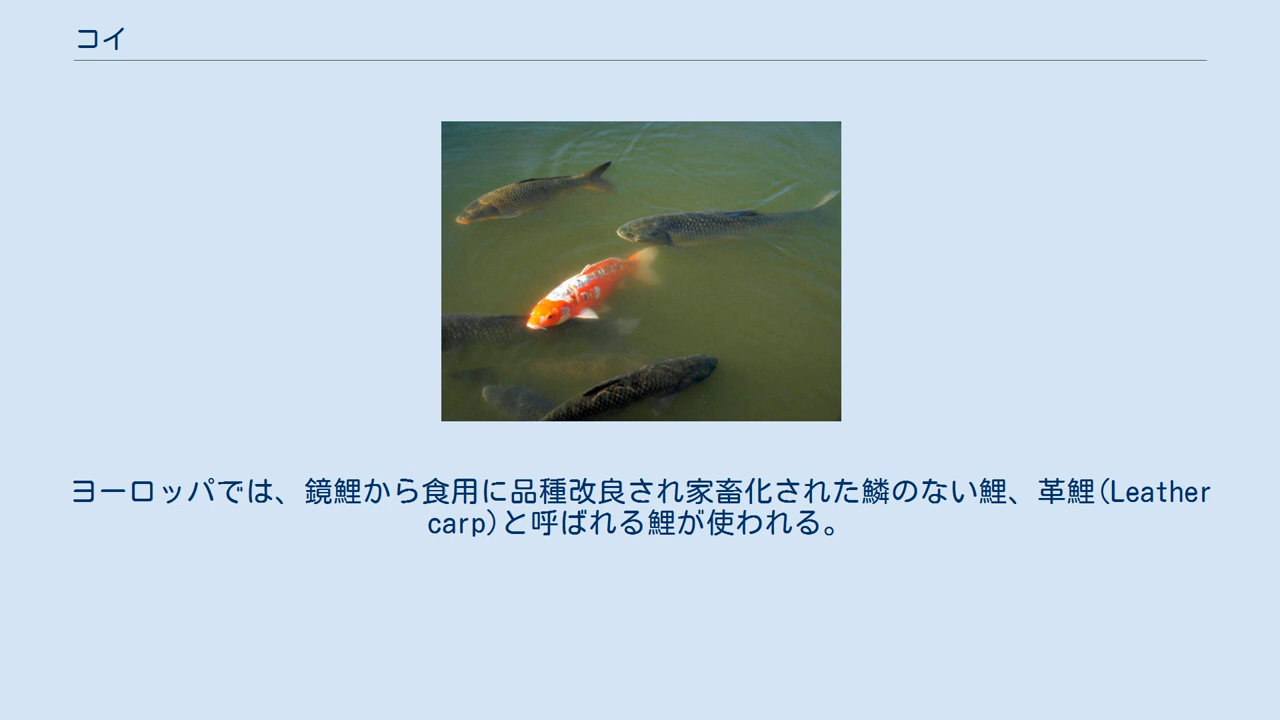 コイ
ヨーロッパでは、鏡鯉から食用に品種改良され家畜化された鱗のない鯉、革鯉(Leather
carp)と呼ばれる鯉が使われる。